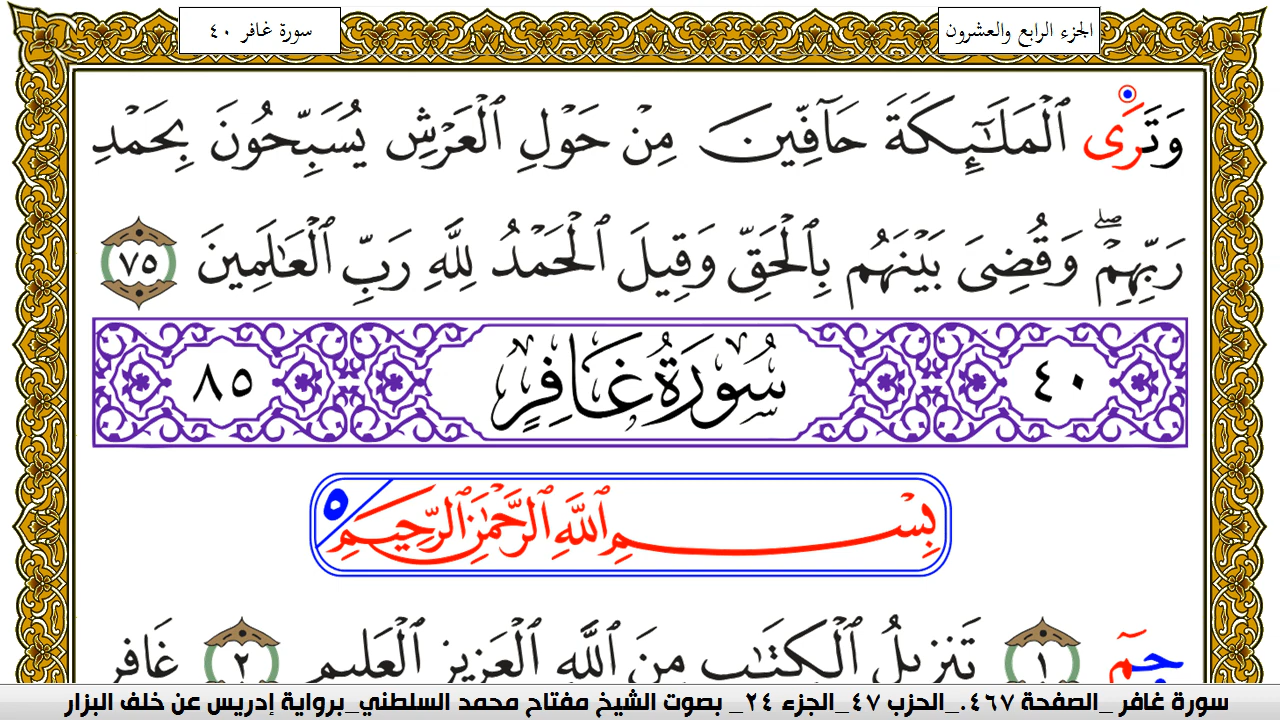 الجزء الرابع والعشرون
سورة غافر ٤٠
وَتَرَى ٱلْمَلَـٰٓئِكَةَ حَآفِّينَ مِنْ حَوْلِ ٱلْعَرْشِ يُسَبِّحُونَ بِحَمْدِ
رَبِّهِمْ ۖ وَقُضِىَ بَيْنَهُم بِٱلْحَقِّ وَقِيلَ ٱلْحَمْدُ لِلَّهِ رَبِّ ٱلْعَـٰلَمِينَ ٧٥
٤٠ سُورَةُ غَافِرٍ ٨٥
بِسْمِ ٱللَّهِ ٱلرَّحْمَـٰنِ ٱلرَّحِيمِ ٥
حمٓ ١ تَنزِيلُ ٱلْكِتَـٰبِ مِنَ ٱللَّهِ ٱلْعَزِيزِ ٱلْعَلِيمِ ٢ غَافِرِ
سورة غافر _الصفحة ٤٦٧._الحزب ٤٧_الجزء ٢٤_ بصوت الشيخ مفتاح محمد السلطني_برواية إدريس عن خلف البزار